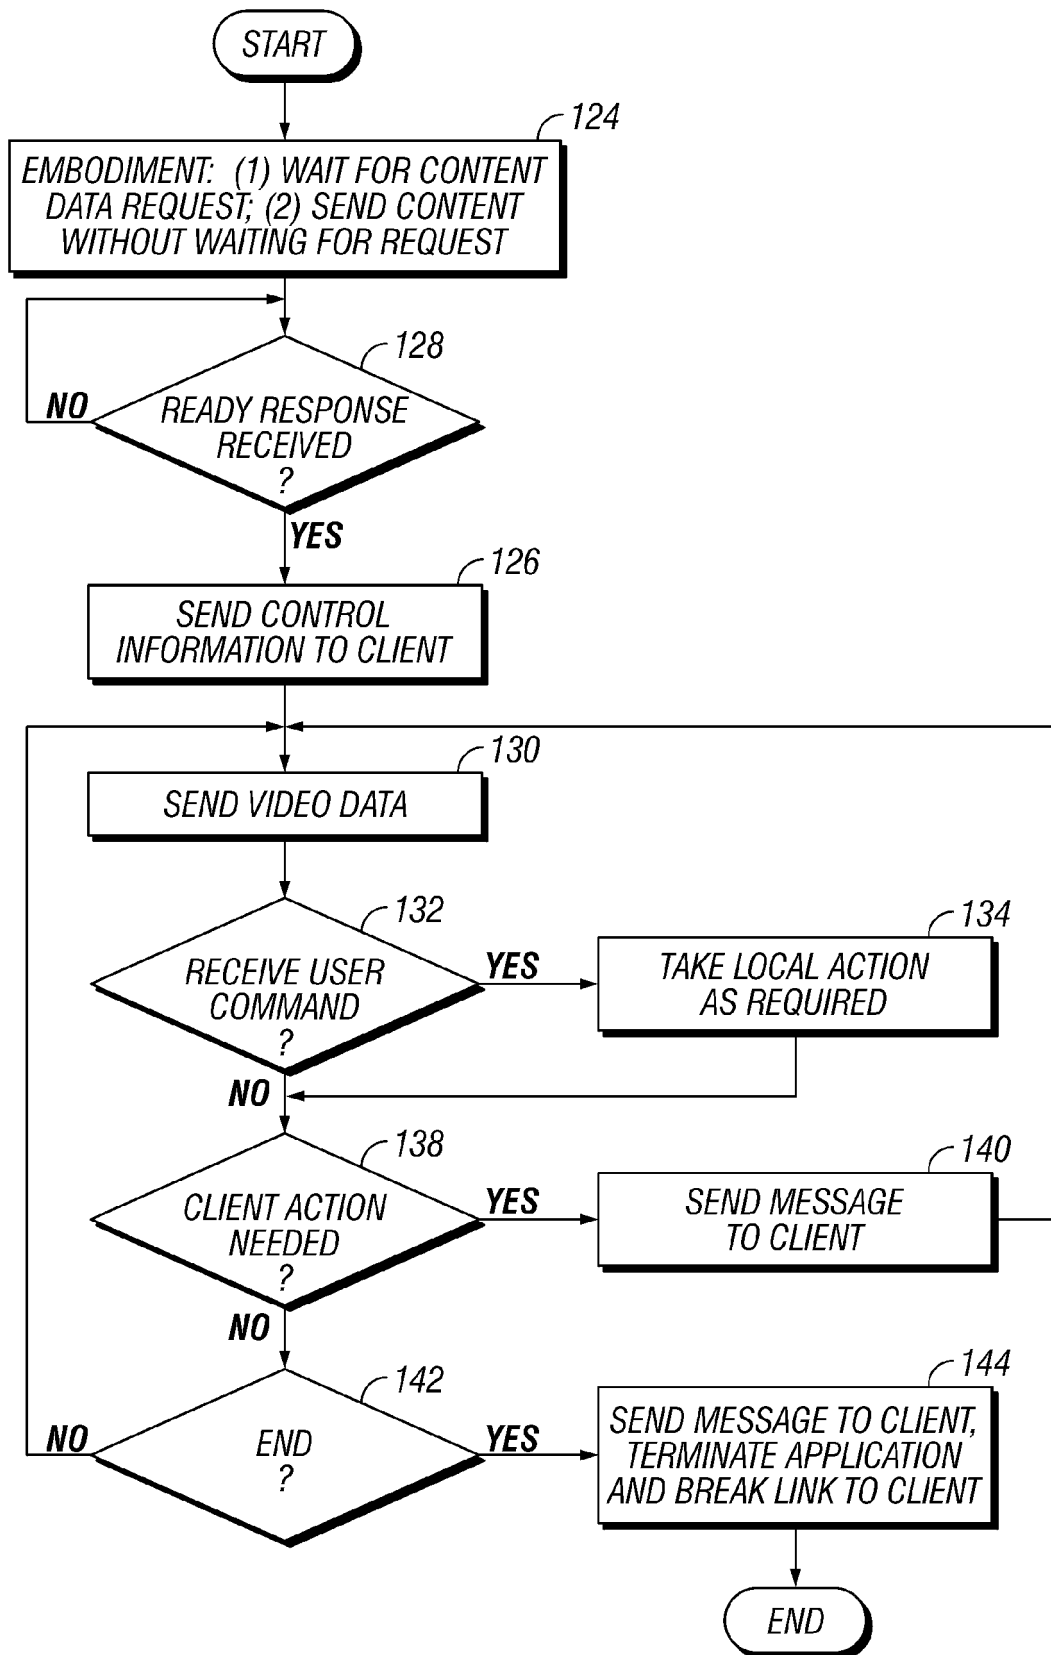 START
124
EMBODIMENT: (1) WAIT FOR CONTENT
DATA REQUEST; (2) SEND CONTENT
WITHOUT WAITING FOR REQUEST
128
READY RESPONSE
RECEIVED
?
NO
YES
126
SEND CONTROL
INFORMATION TO CLIENT
130
SEND VIDEO DATA
132
RECEIVE USER
COMMAND
?
YES
134
TAKE LOCAL ACTION
AS REQUIRED
NO
138
CLIENT ACTION
NEEDED
?
YES
140
SEND MESSAGE
TO CLIENT
NO
142
END
?
NO
YES
144
SEND MESSAGE TO CLIENT,
TERMINATE APPLICATION
AND BREAK LINK TO CLIENT
END